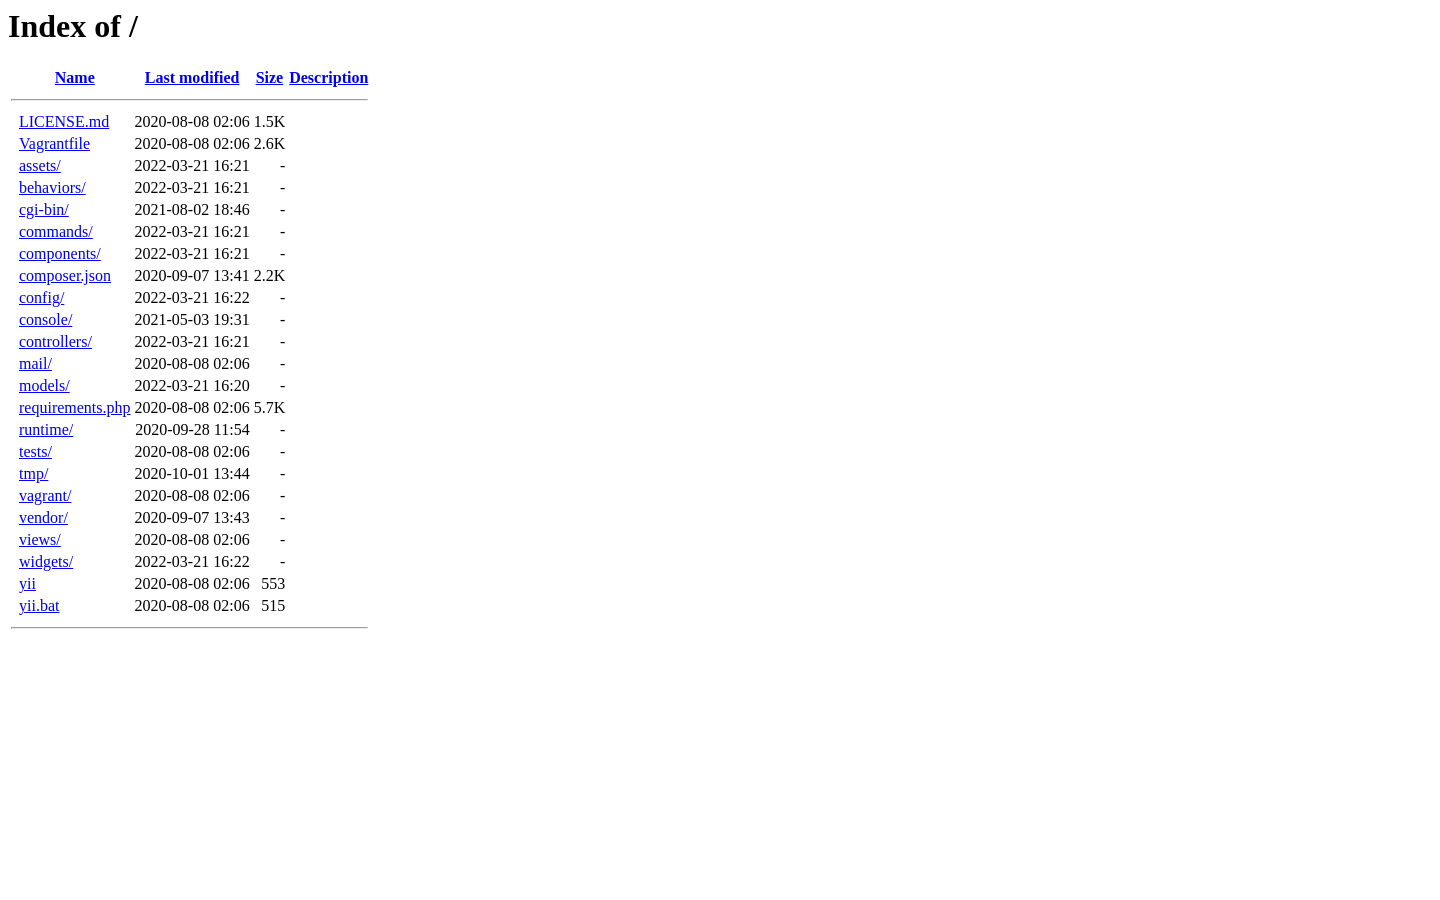 Index of /
Name Last modified Size Description
LICENSE.md 2020-08-08 02:06 1.5K
Vagrantfile 2020-08-08 02:06 2.6K
assets/ 2022-03-21 16:21 -
behaviors/ 2022-03-21 16:21 -
cgi-bin/ 2021-08-02 18:46 -
commands/ 2022-03-21 16:21 -
components/ 2022-03-21 16:21 -
composer.json 2020-09-07 13:41 2.2K
config/ 2022-03-21 16:22 -
console/ 2021-05-03 19:31 -
controllers/ 2022-03-21 16:21 -
mail/ 2020-08-08 02:06 -
models/ 2022-03-21 16:20 -
requirements.php 2020-08-08 02:06 5.7K
runtime/ 2020-09-28 11:54 -
tests/ 2020-08-08 02:06 -
tmp/ 2020-10-01 13:44 -
vagrant/ 2020-08-08 02:06 -
vendor/ 2020-09-07 13:43 -
views/ 2020-08-08 02:06 -
widgets/ 2022-03-21 16:22 -
yii 2020-08-08 02:06 553
yii.bat 2020-08-08 02:06 515